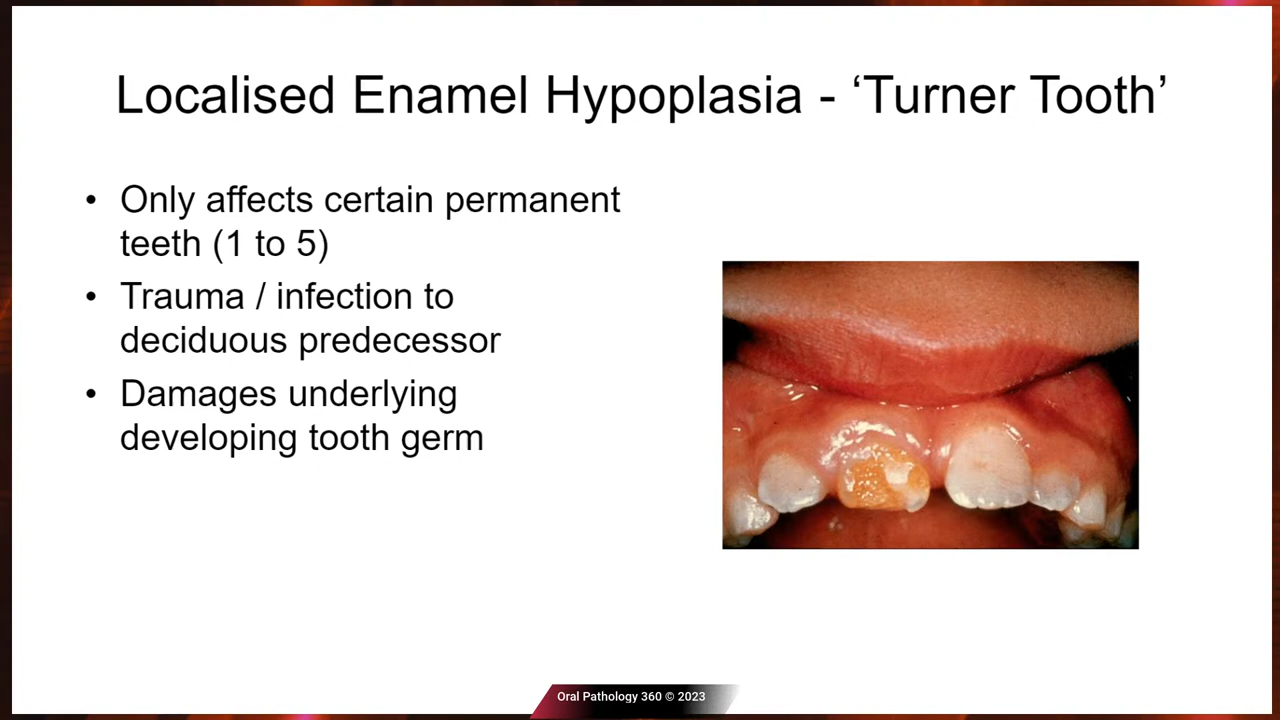 Localised Enamel Hypoplasia - ‘Turner Tooth’
• Only affects certain permanent
teeth (1 to 5)
• Trauma / infection to
deciduous predecessor
• Damages underlying
developing tooth germ
Oral Pathology 360 © 2023